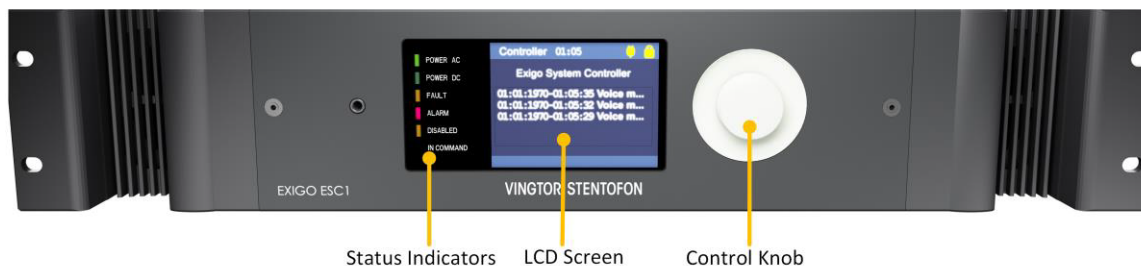 POWER AC
POWER DC
FAULT
ALARM
DISABLED
IN COMMAND
Controller 01:05
Exigo System Controller
01:01:1970-01:05:35 Voice m...
01:01:1970-01:05:32 Voice m...
01:01:1970-01:05:29 Voice m...
EXIGO ESC1
VINGTOR STENTOFON
Status Indicators
LCD Screen
Control Knob